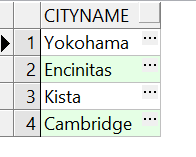 CITYNAME
1 Yokohama ...
2 Encinitas ...
3 Kista ...
4 Cambridge ...